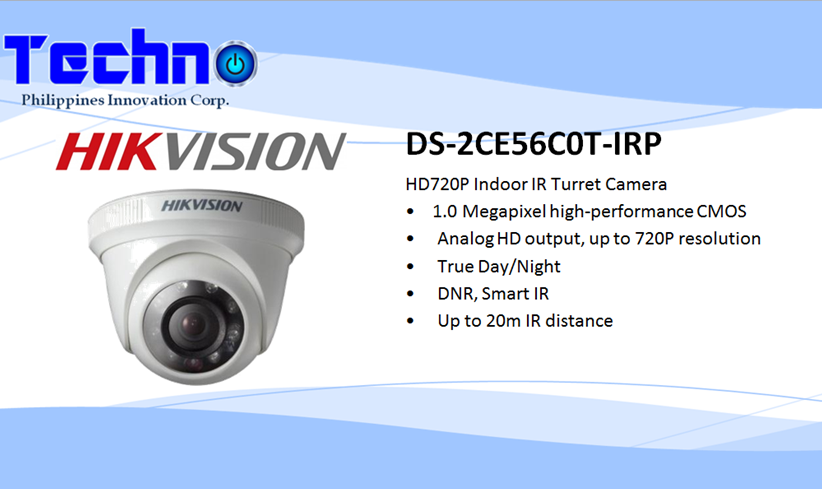 Techno
Philippines Innovation Corp.
HIKVISION
HIKVISION
DS-2CE56C0T-IRP
HD720P Indoor IR Turret Camera
• 1.0 Megapixel high-performance CMOS
• Analog HD output, up to 720P resolution
• True Day/Night
• DNR, Smart IR
• Up to 20m IR distance